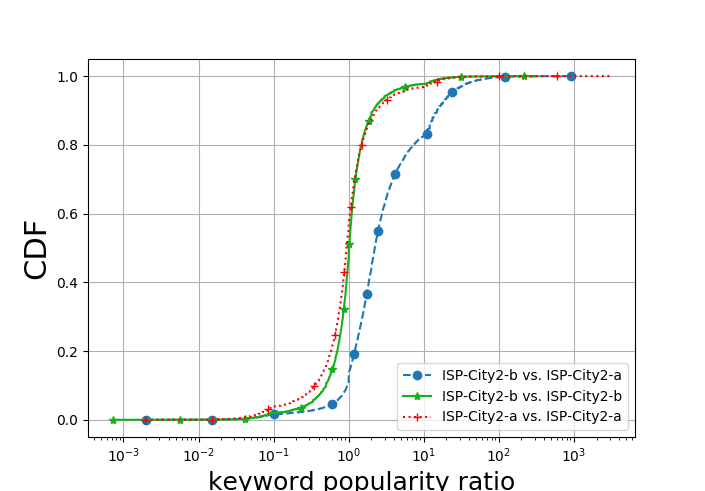 1.0
0.8
0.6
0.4
0.2
0.0
CDF
10⁻³ 10⁻² 10⁻¹ 10⁰ 10¹ 10² 10³
keyword popularity ratio
ISP-City2-b vs. ISP-City2-a
ISP-City2-b vs. ISP-City2-b
ISP-City2-a vs. ISP-City2-a